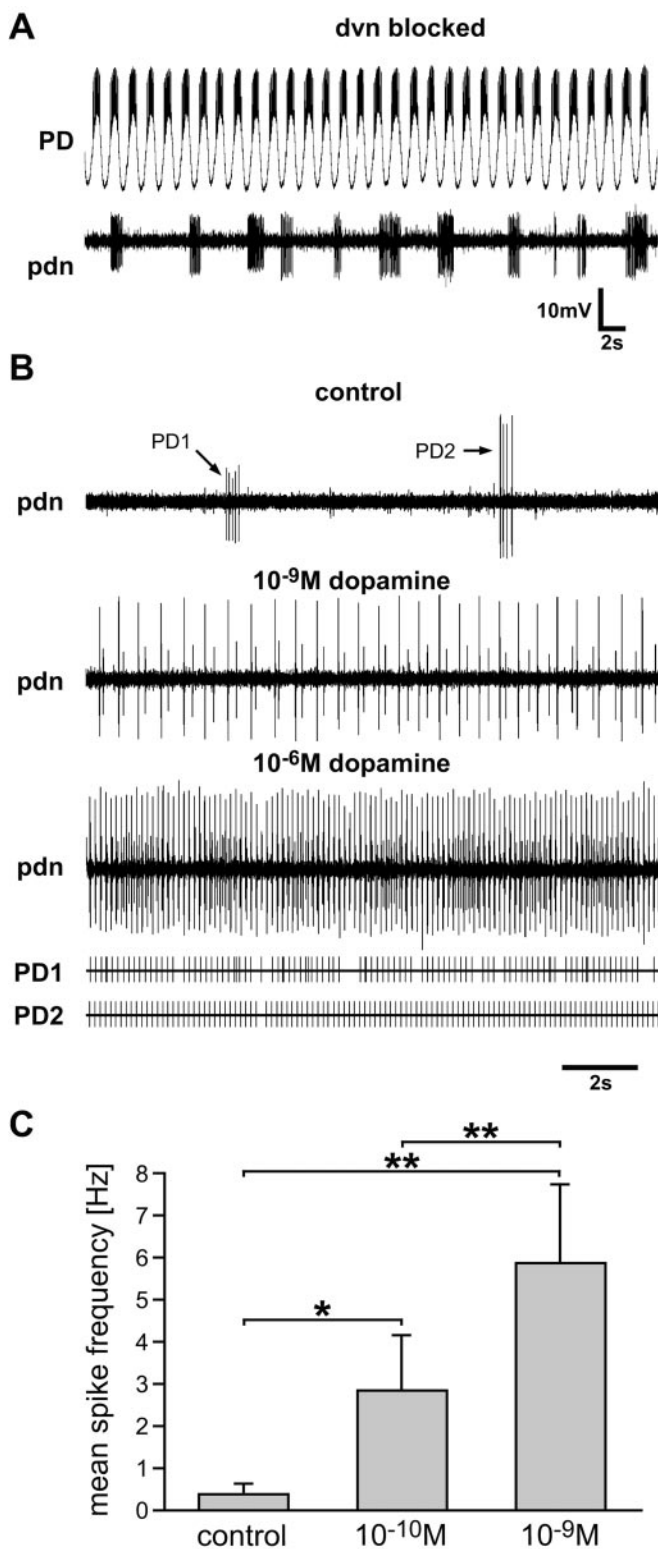 A
dvn blocked
PD
pdn
10mV
2s
B
control
PD1
PD2
pdn
10⁻⁹M dopamine
pdn
10⁻⁶M dopamine
pdn
PD1
PD2
2s
C
**
**
*
mean spike frequency [Hz]
8
7
6
5
4
3
2
1
0
control
10⁻¹⁰M
10⁻⁹M